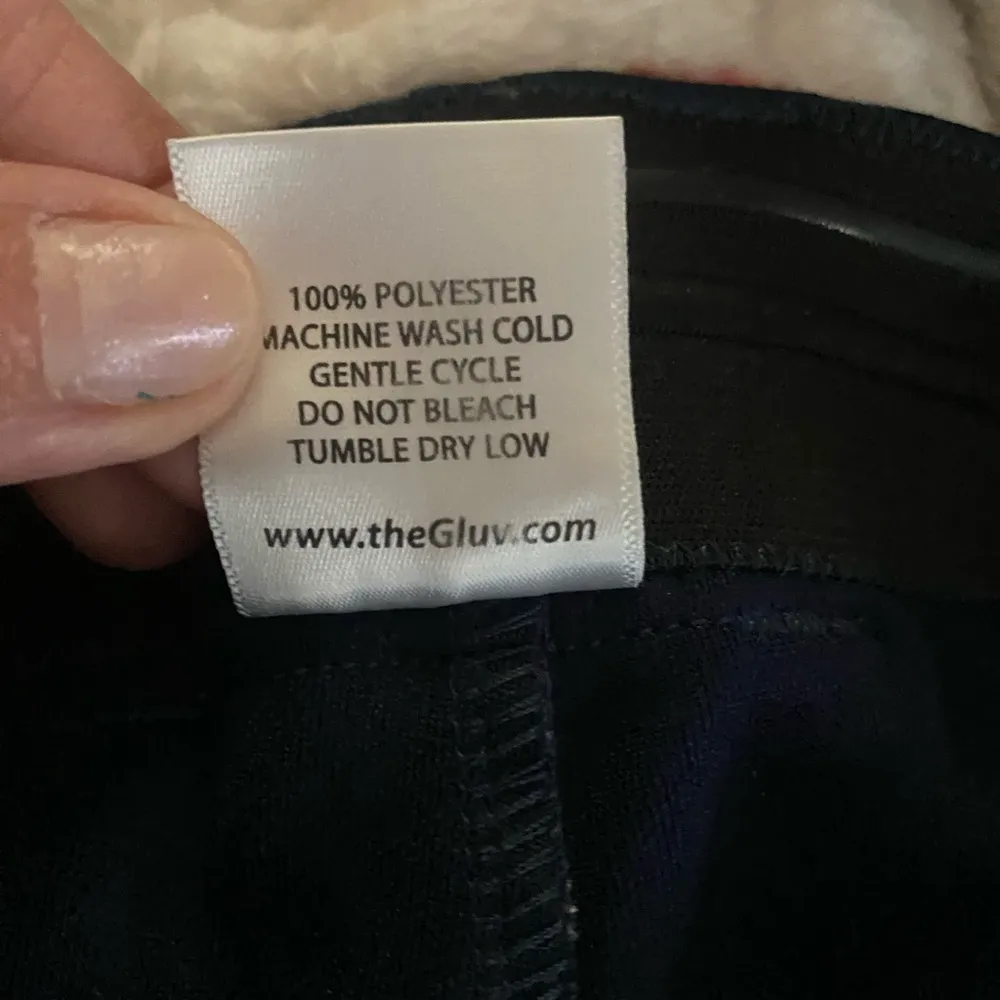 100% POLYESTER
MACHINE WASH COLD
GENTLE CYCLE
DO NOT BLEACH
TUMBLE DRY LOW
www.theGluv.com